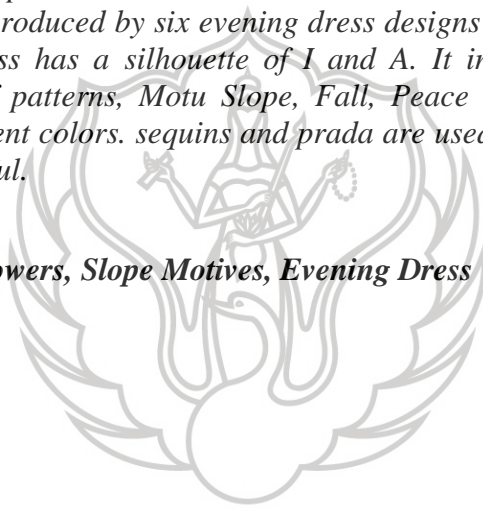 roduced by six evening dress designs
ss has a silhouette of I and A. It in
f patterns, Motu Slope, Fall, Peace
ent colors. sequins and prada are used
ul.
owers, Slope Motives, Evening Dress